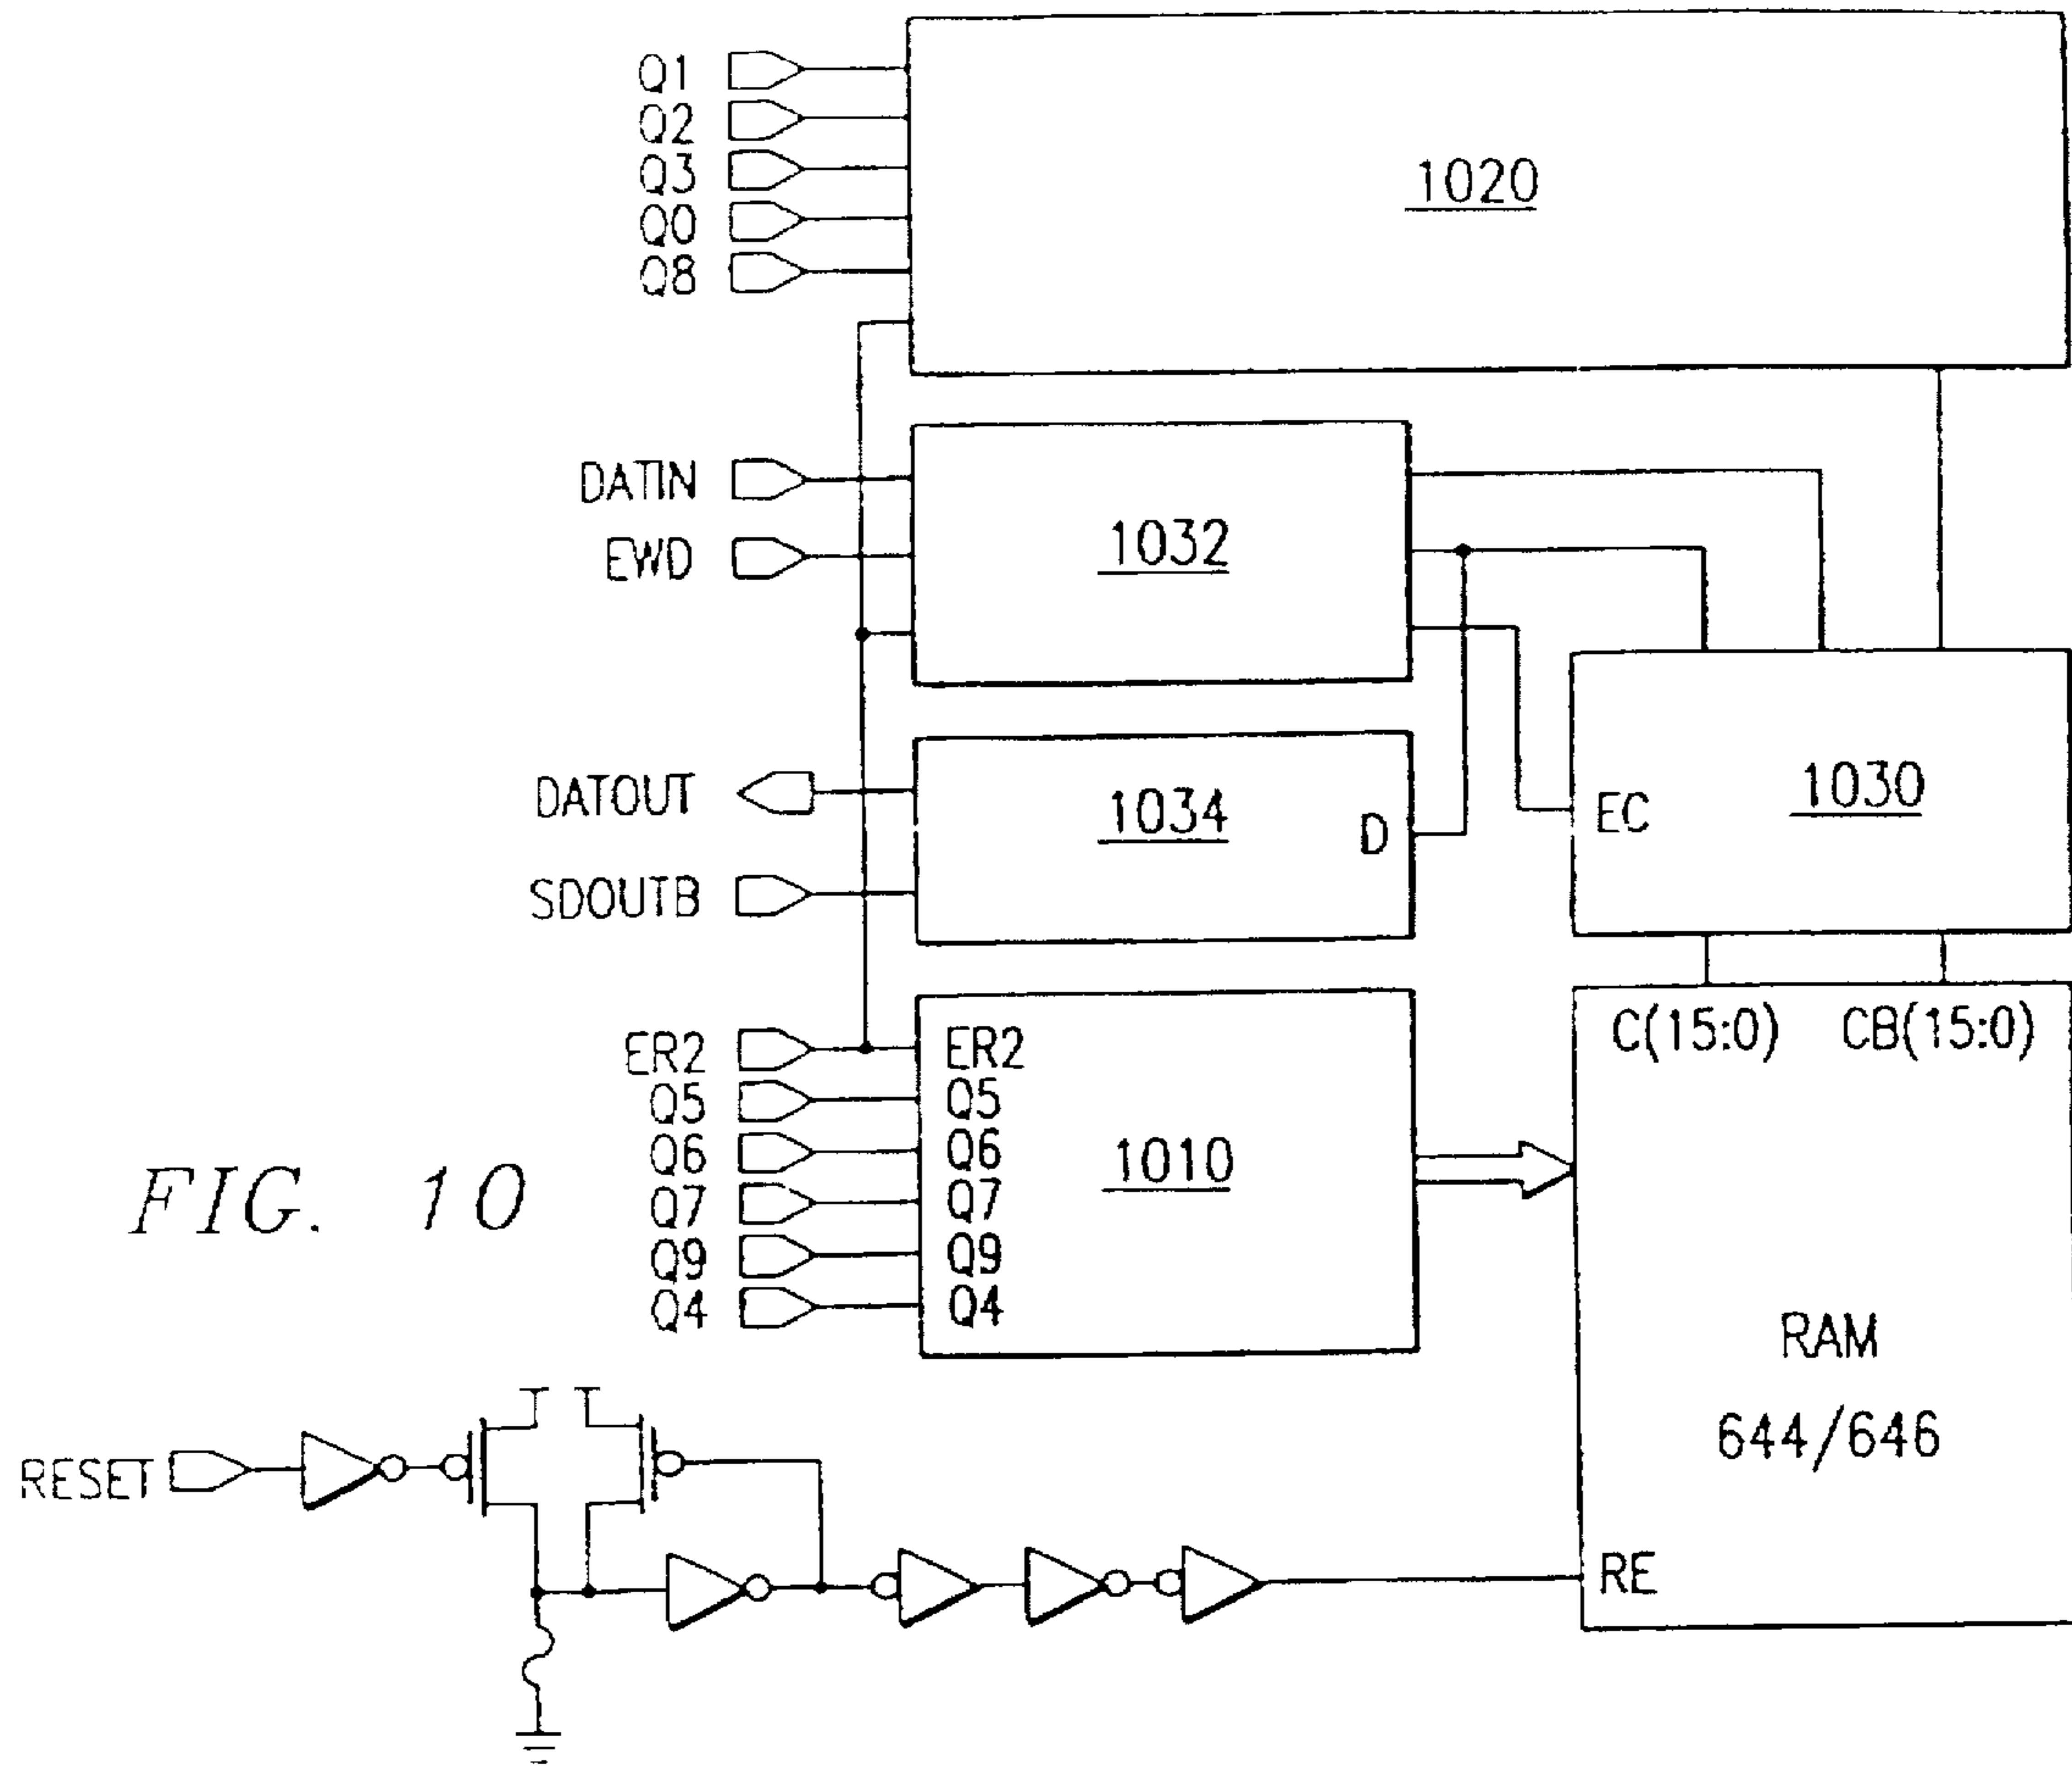 Q1
Q2
Q3
Q0
Q8
1020
DATIN
EWD
1032
DATOUT
SDOUTB
1034
D
EC
1030
C(15:0) CB(15:0)
ER2
Q5
Q6
Q7
Q9
Q4
ER2
Q5
Q6
Q7
Q9
Q4
1010
RAM
644/646
RE
RESET
FIG. 10